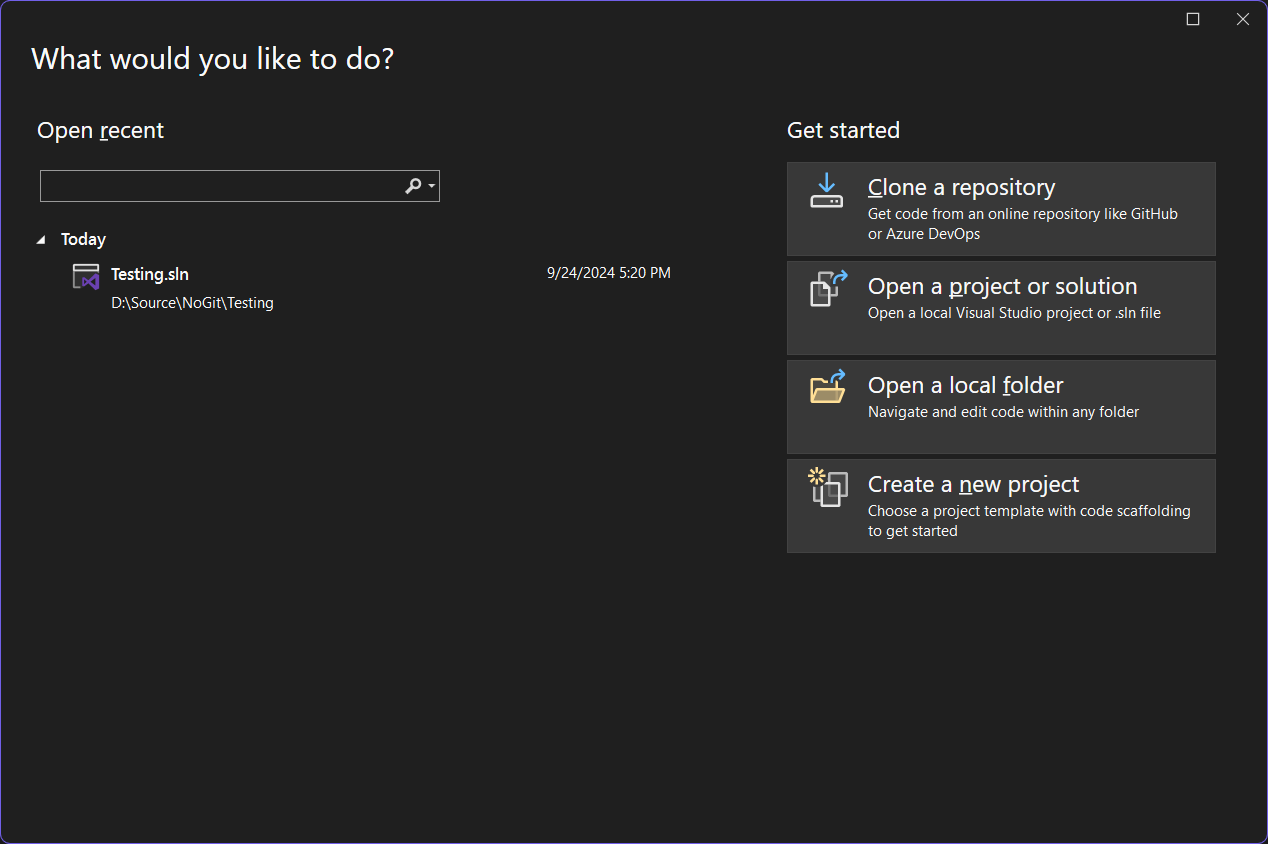 What would you like to do?
Open recent
Today
Testing.sln
9/24/2024 5:20 PM
D:\Source\NoGit\Testing
Get started
Clone a repository
Get code from an online repository like GitHub
or Azure DevOps
Open a project or solution
Open a local Visual Studio project or .sln file
Open a local folder
Navigate and edit code within any folder
Create a new project
Choose a project template with code scaffolding
to get started